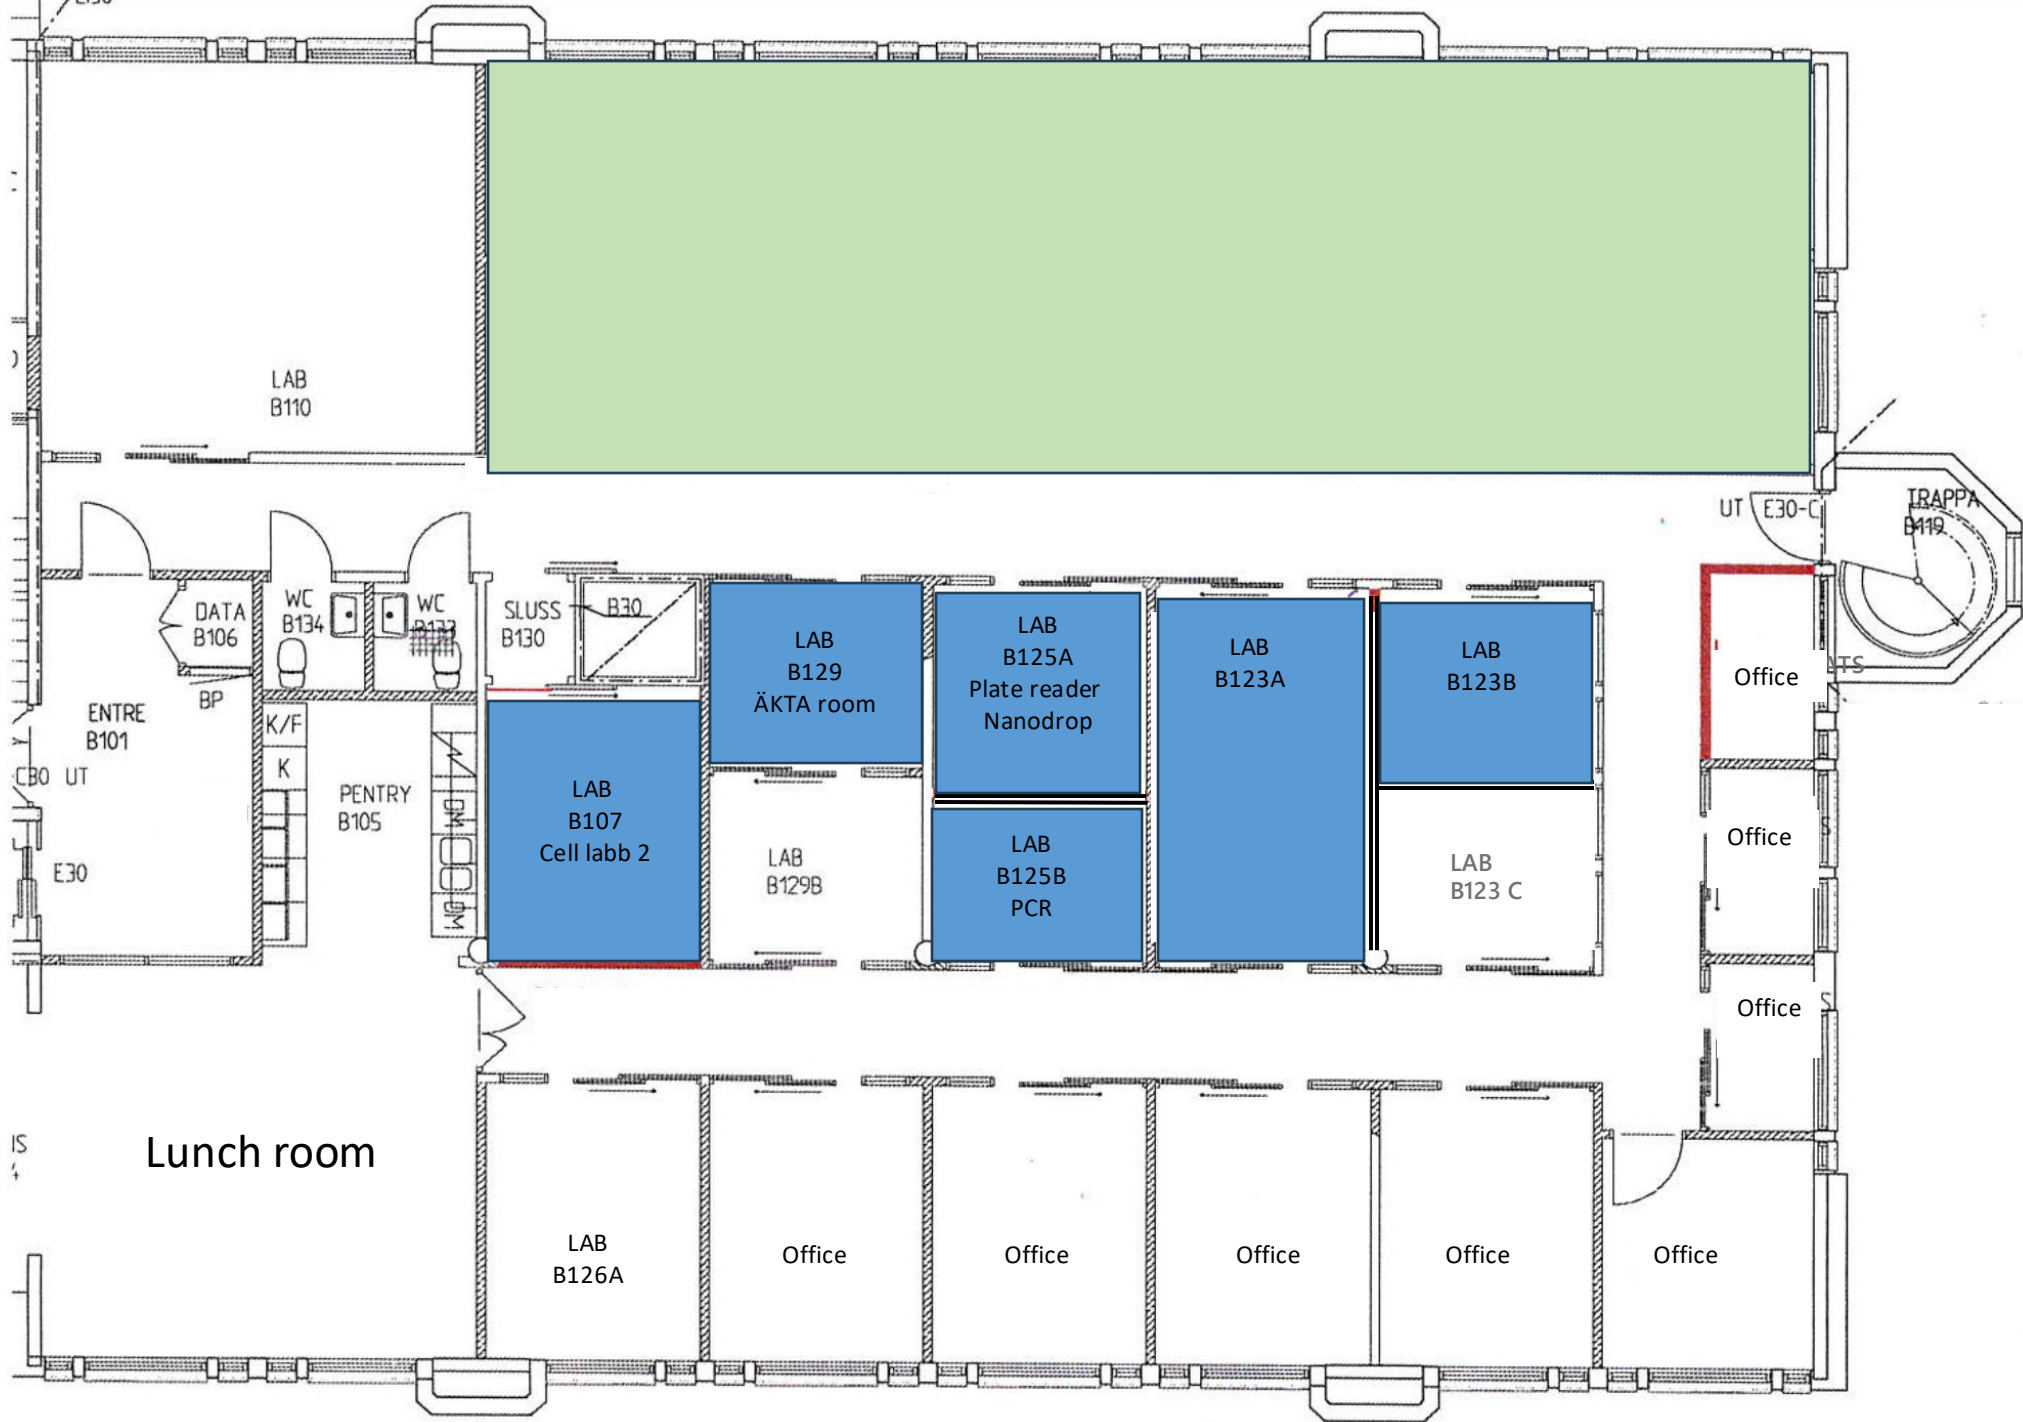 LAB
B110
UT E30-C
TRAPPA
B119
DATA
B106
WC
B134
WC
SLUSS
B130
B30
LAB
B129
ÄKTA room
LAB
B125A
Plate reader
Nanodrop
LAB
B123A
LAB
B123B
Office
BP
ENTRE
B101
K/F
K
UT
PENTRY
B105
DM
DM
LAB
B107
Cell labb 2
LAB
B129B
LAB
B125B
PCR
LAB
B123 C
Office
E30
Office
Lunch room
LAB
B126A
Office
Office
Office
Office
Office